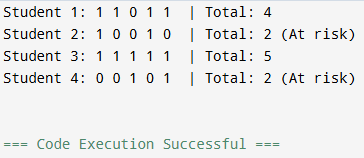 Student 1: 1 1 0 1 1  | Total: 4
Student 2: 1 0 0 1 0  | Total: 2 (At risk)
Student 3: 1 1 1 1 1  | Total: 5
Student 4: 0 0 1 0 1  | Total: 2 (At risk)
=== Code Execution Successful ===